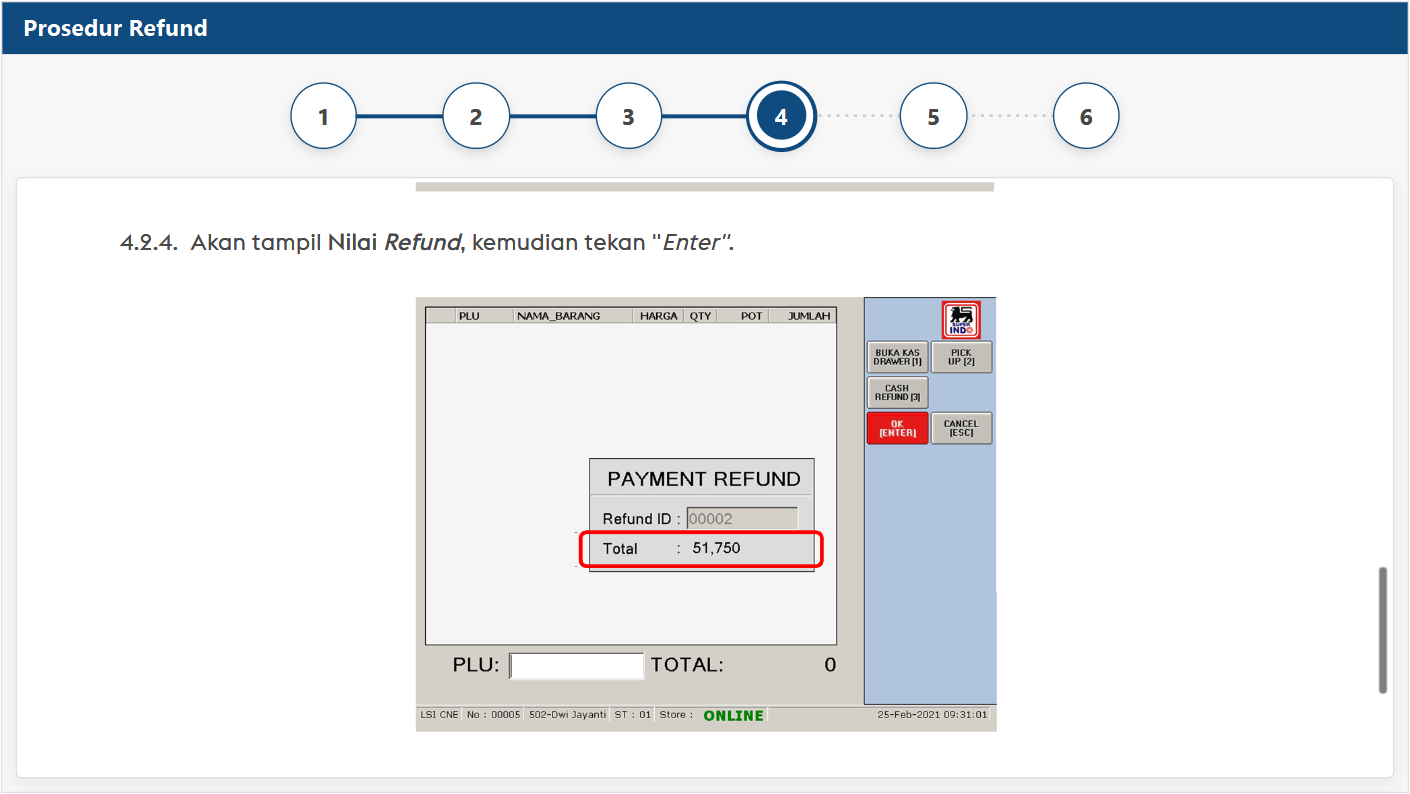 Prosedur Refund
1 2 3 4 5 6
4.2.4. Akan tampil Nilai Refund, kemudian tekan "Enter".
PLU NAMA_BARANG HARGA QTY POT JUMLAH
SUPER
INDO
BUKA KAS
DRAWER [1]
PICK
UP [2]
CASH
REFUND [3]
OK
[ENTER]
CANCEL
[ESC]
PAYMENT REFUND
Refund ID : 00002
Total : 51,750
PLU: TOTAL: 0
LSI CNE No : 00005 502-Dwi Jayanti ST : 01 Store : ONLINE 25-Feb-2021 09:31:01